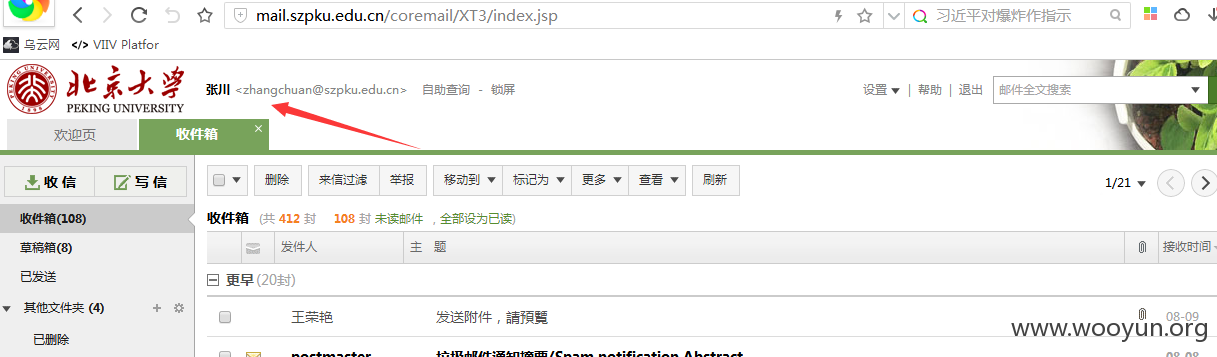 mail.szpku.edu.cn/coremail/XT3/index.jsp 习近平对爆炸作指示
乌云网 </> VIIV Platfor
北京大学
PEKING UNIVERSITY
1898
张川 <zhangchuan@szpku.edu.cn> 自助查询 - 锁屏
设置 | 帮助 | 退出 邮件全文搜索
欢迎页 收件箱
收 信 写 信
删除 来信过滤 举报 移动到 标记为 更多 查看 刷新 1/21
收件箱(108)
收件箱 (共 412 封 108 封 未读邮件 , 全部设为已读)
草稿箱(8)
发件人 主 题 接收时间
已发送
更早 (20封)
其他文件夹 (4)
王荣艳 发送附件，請預覽 08-09
已删除
postmaster 垃圾邮件通知摘要/Spam notification Abstract 08-08
www.wooyun.org